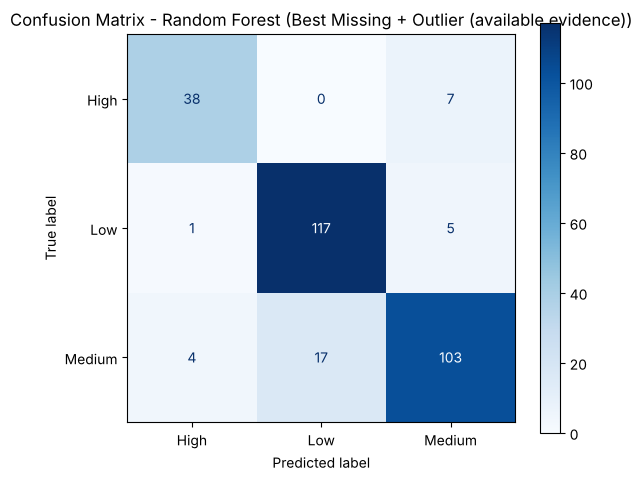 Confusion Matrix - Random Forest (Best Missing + Outlier (available evidence))
True label
High
38
0
7
Low
1
117
5
Medium
4
17
103
High
Low
Medium
Predicted label
100
80
60
40
20
0